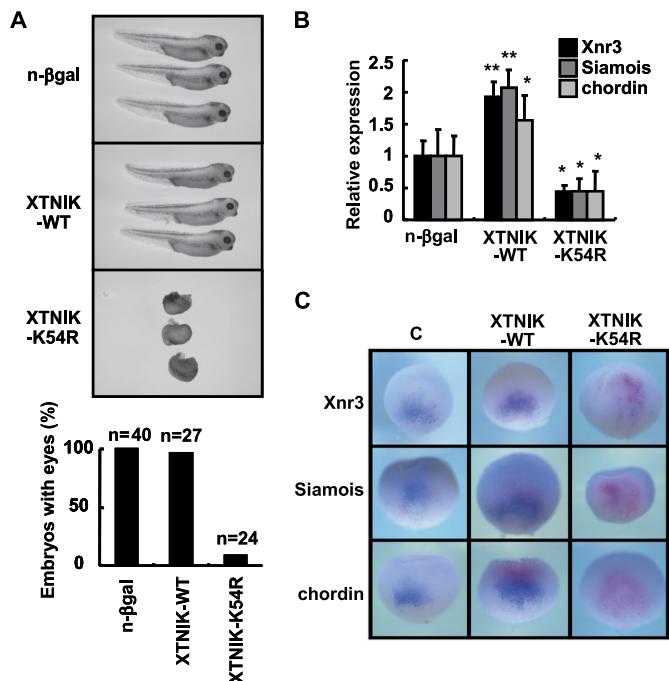 A
n-βgal
XTNIK
-WT
XTNIK
-K54R
Embryos with eyes (%)
100
50
0
n=40
n=27
n=24
n-βgal
XTNIK-WT
XTNIK-K54R
B
Relative expression
2.5
2
1.5
1
0.5
0
Xnr3
Siamois
chordin
** ** *
* * *
n-βgal
XTNIK
-WT
XTNIK
-K54R
C
C
XTNIK
-WT
XTNIK
-K54R
Xnr3
Siamois
chordin